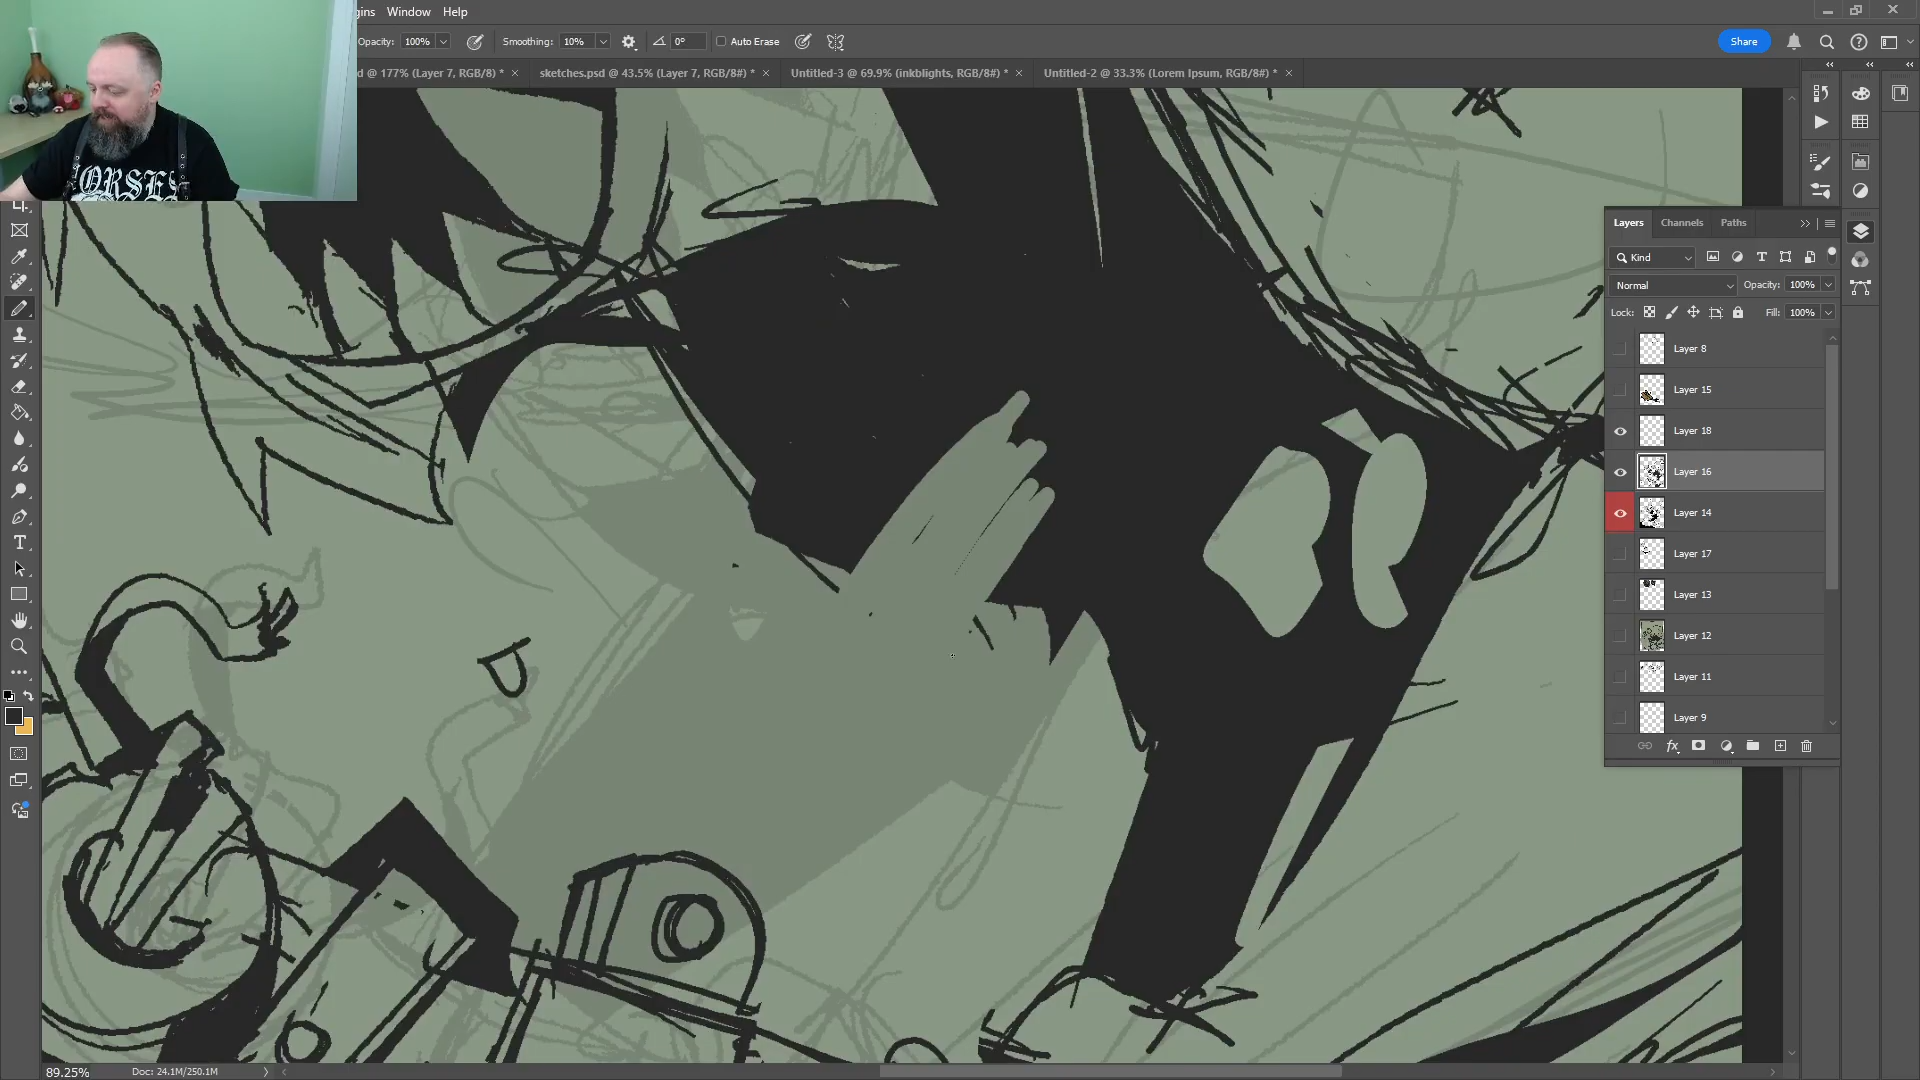 gins Window Help
Opacity: 100% Smoothing: 10% 0° Auto Erase Share
d @ 177% (Layer 7, RGB/8) * sketches.psd @ 43.5% (Layer 7, RGB/8#) * Untitled-3 @ 69.9% (inkblights, RGB/8#) * Untitled-2 @ 33.3% (Lorem Ipsum, RGB/8#) *
HORSES
Layers Channels Paths
Kind
Normal Opacity: 100%
Lock: Fill: 100%
Layer 8
Layer 15
Layer 18
Layer 16
Layer 14
Layer 17
Layer 13
Layer 12
Layer 11
Layer 9
89.25% Doc: 24.1M/250.1M